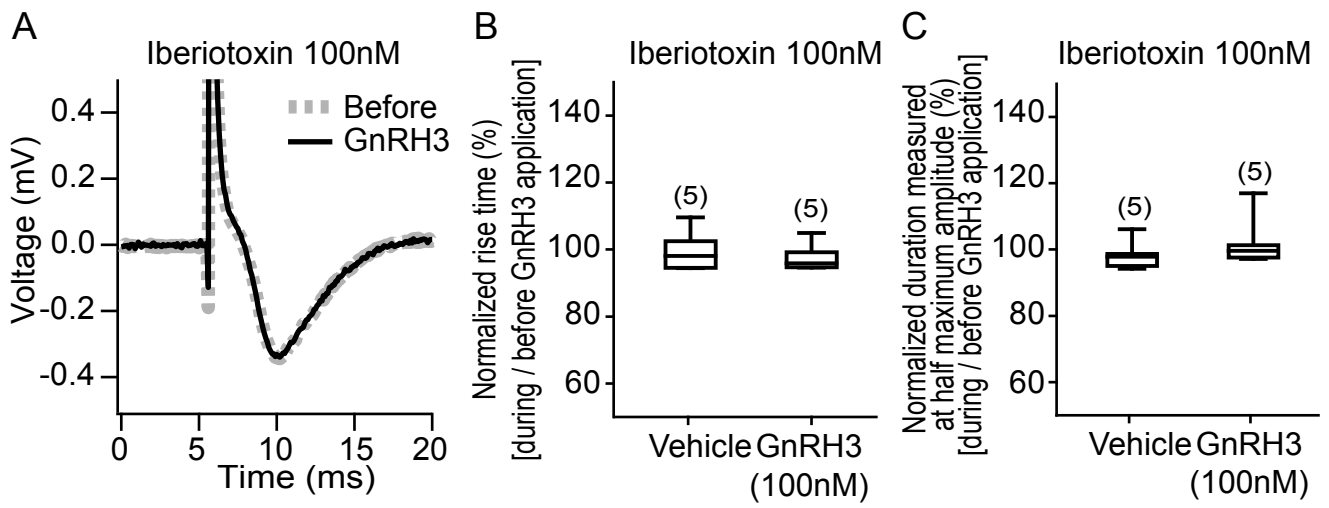 A
Iberiotoxin 100nM
Before
GnRH3
Voltage (mV)
0.4
0.2
0.0
-0.2
-0.4
0
5
10
15
20
Time (ms)
B
Iberiotoxin 100nM
Normalized rise time (%)
[during / before GnRH3 application]
140
120
100
80
60
(5)
(5)
Vehicle GnRH3
(100nM)
C
Iberiotoxin 100nM
Normalized duration measured
at half maximum amplitude (%)
[during / before GnRH3 application]
140
120
100
80
60
(5)
(5)
Vehicle GnRH3
(100nM)